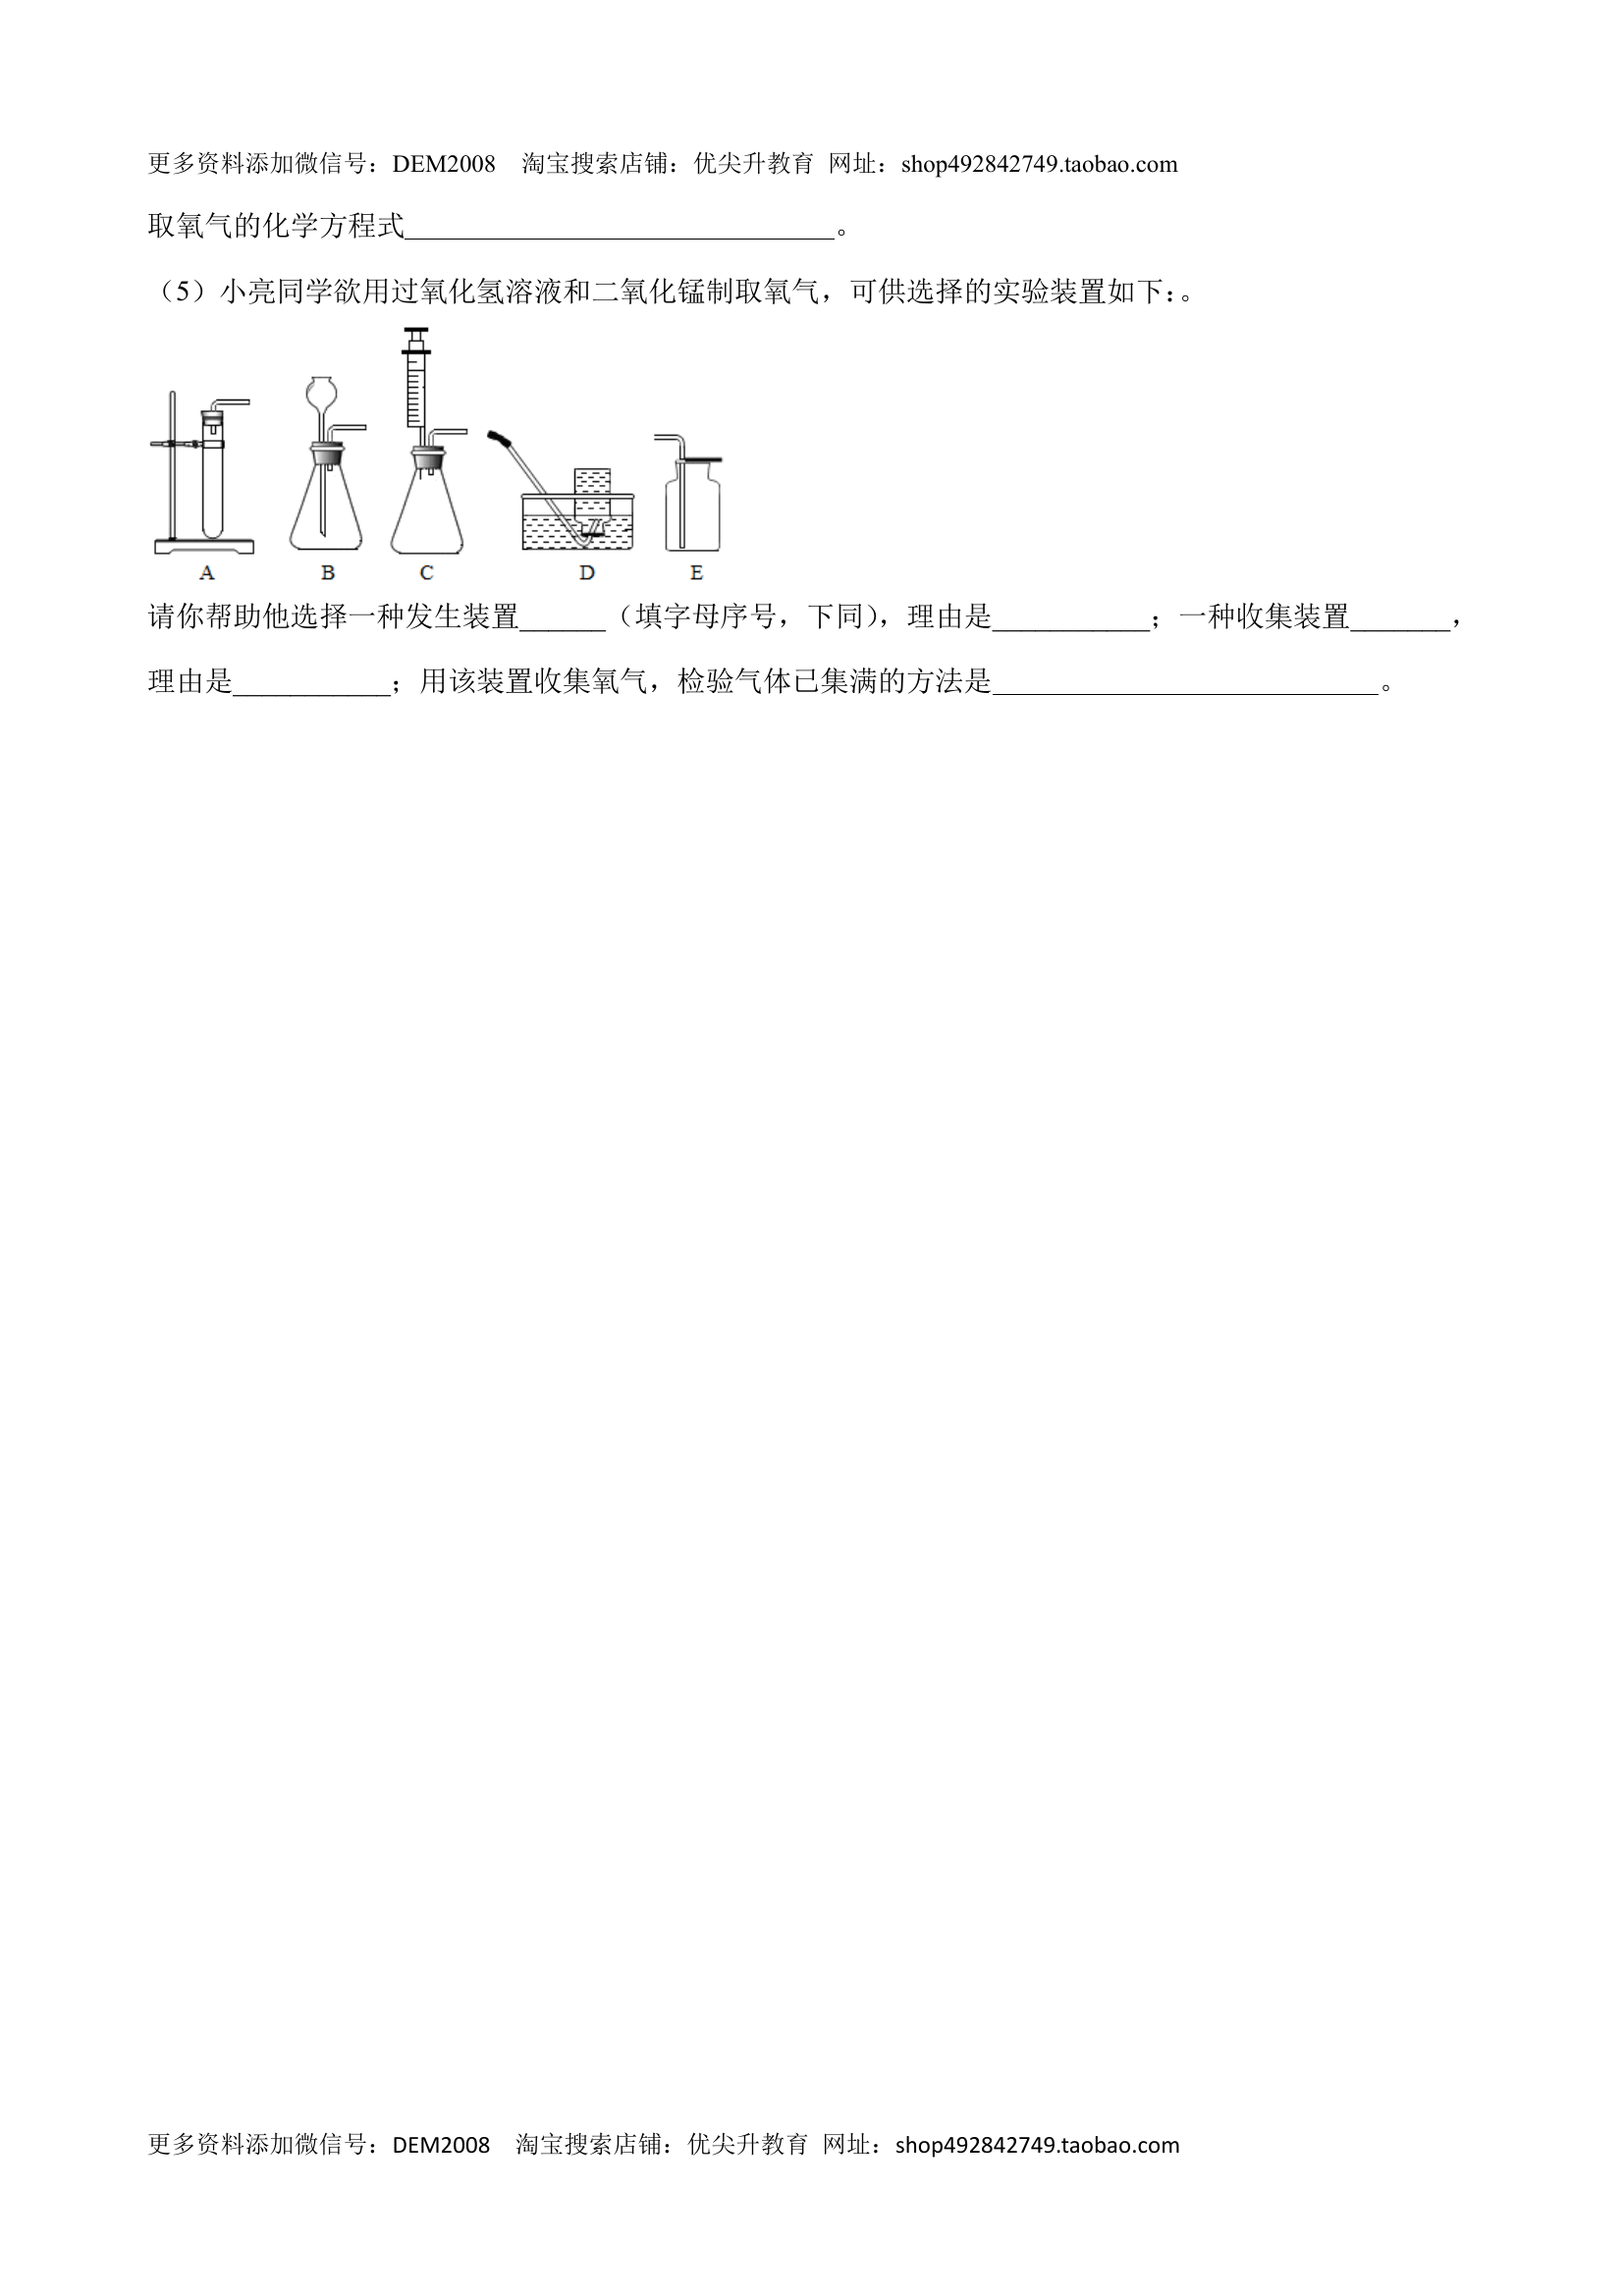 更多资料添加微信号：DEM2008 淘宝搜索店铺：优尖升教育 网址：shop492842749.taobao.com
取氧气的化学方程式______________________________。
（5）小亮同学欲用过氧化氢溶液和二氧化锰制取氧气，可供选择的实验装置如下：。
A B C D E
请你帮助他选择一种发生装置______（填字母序号，下同），理由是___________；一种收集装置_______，
理由是___________；用该装置收集氧气，检验气体已集满的方法是___________________________。
更多资料添加微信号：DEM2008 淘宝搜索店铺：优尖升教育 网址：shop492842749.taobao.com